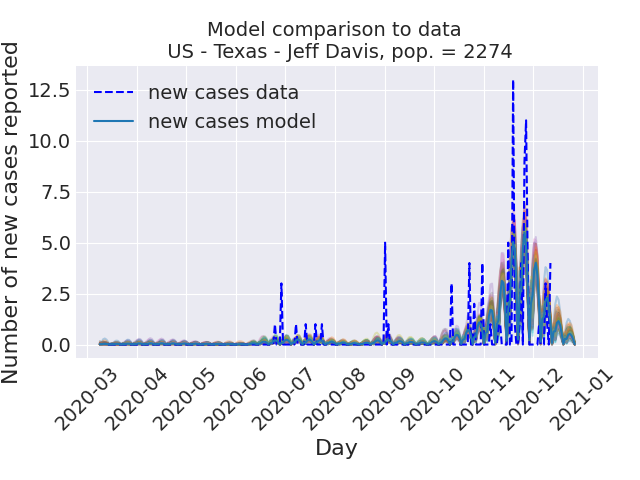 Model comparison to data
US - Texas - Jeff Davis, pop. = 2274
Number of new cases reported
12.5
10.0
7.5
5.0
2.5
0.0
new cases data
new cases model
2020-03
2020-04
2020-05
2020-06
2020-07
2020-08
2020-09
2020-10
2020-11
2020-12
2021-01
Day